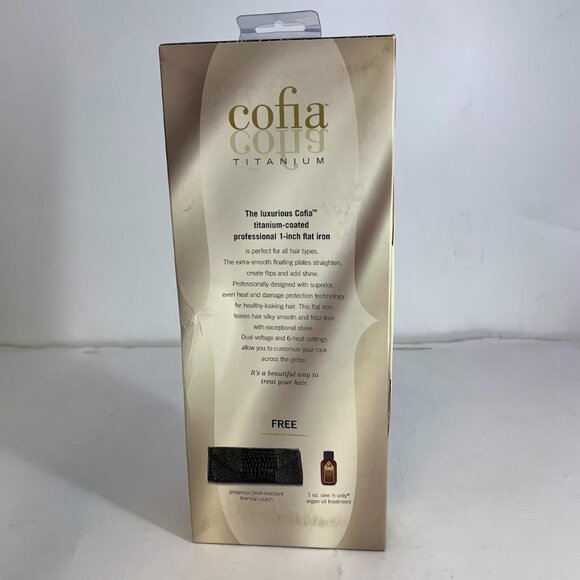 cofia™
TITANIUM
The luxurious Cofia™
titanium-coated
professional 1-inch flat iron
is perfect for all hair types.
The extra-smooth floating plates straighten,
create flips and add shine.
Professionally designed with superior,
even heat and damage protection technology
for healthy-looking hair. This flat iron
leaves hair silky smooth and frizz-free
with exceptional shine.
Dual voltage and 6 heat settings
allow you to customize your look
across the globe.
It's a beautiful way to
treat your hair.
FREE
gorgeous heat-resistant
thermal clutch
1 oz. one 'n only®
argan oil treatment